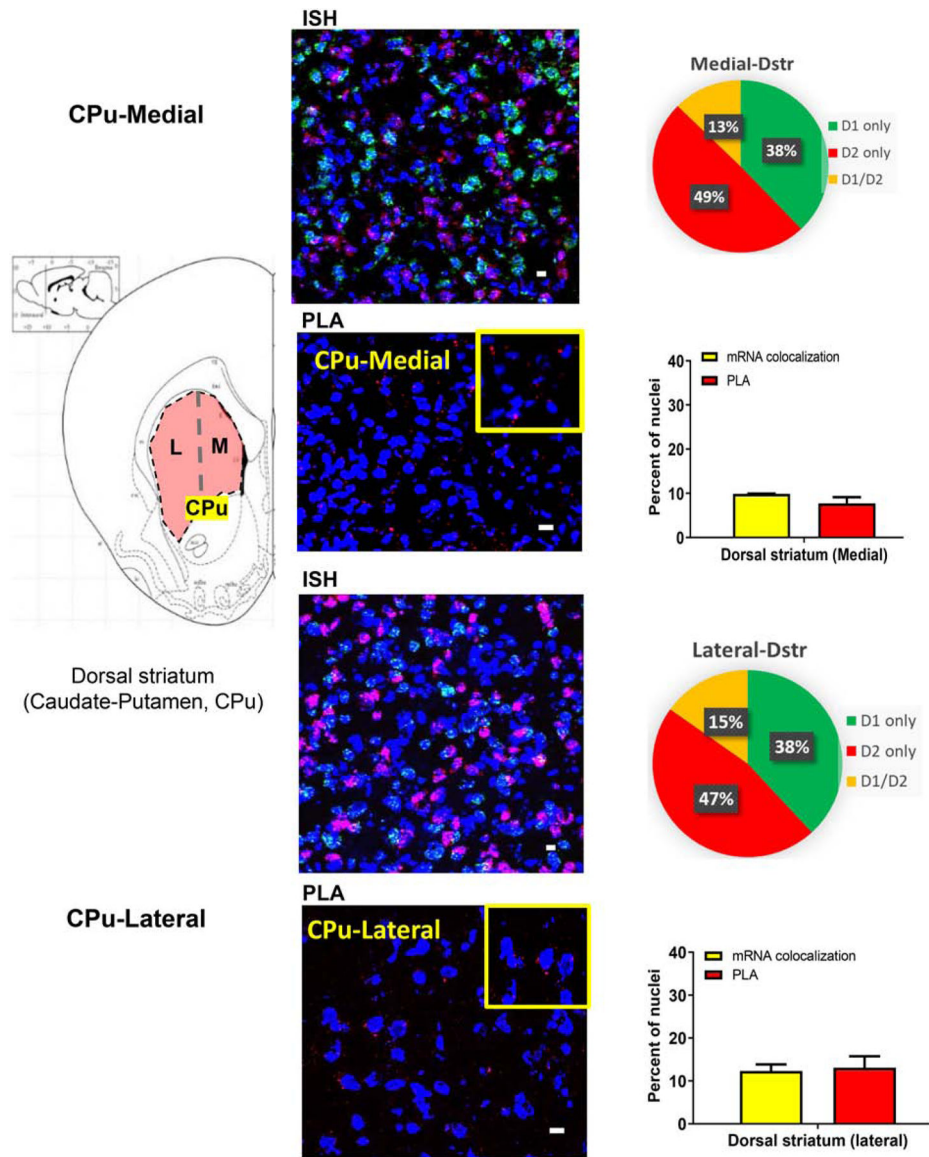 ISH
CPu-Medial
Medial-Dstr
13%
38%
49%
D1 only
D2 only
D1/D2
PLA
CPu-Medial
mRNA colocalization
PLA
Percent of nuclei
40
30
20
10
0
Dorsal striatum (Medial)
L
M
CPu
Dorsal striatum
(Caudate-Putamen, CPu)
ISH
Lateral-Dstr
15%
38%
47%
D1 only
D2 only
D1/D2
CPu-Lateral
PLA
CPu-Lateral
mRNA colocalization
PLA
Percent of nuclei
40
30
20
10
0
Dorsal striatum (lateral)